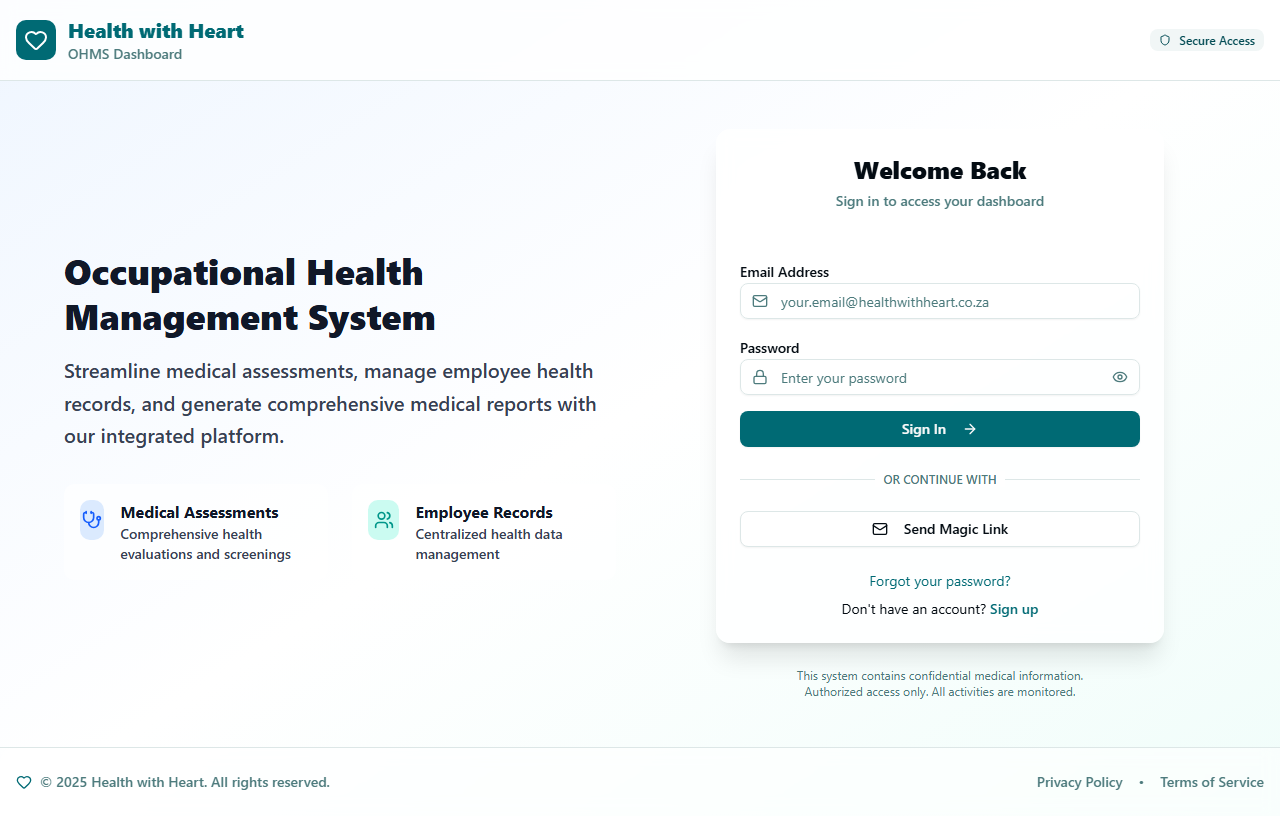 Health with Heart
OHMS Dashboard
Secure Access
Occupational Health
Management System
Streamline medical assessments, manage employee health
records, and generate comprehensive medical reports with
our integrated platform.
Medical Assessments
Comprehensive health
evaluations and screenings
Employee Records
Centralized health data
management
Welcome Back
Sign in to access your dashboard
Email Address
your.email@healthwithheart.co.za
Password
Enter your password
Sign In
OR CONTINUE WITH
Send Magic Link
Forgot your password?
Don't have an account? Sign up
This system contains confidential medical information.
Authorized access only. All activities are monitored.
© 2025 Health with Heart. All rights reserved.
Privacy Policy • Terms of Service